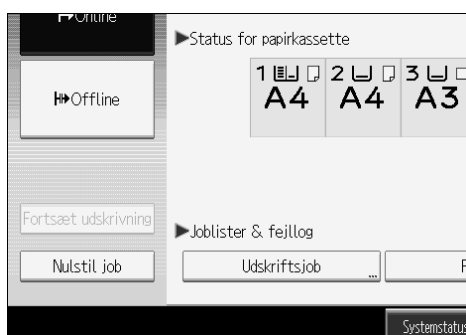 Online
▶Status for papirkassette
1 2 3
A4 A4 A3
Offline
Fortsæt udskrivning
▶Joblister & fejllog
Nulstil job
Udskriftsjob ...
Systemstatus